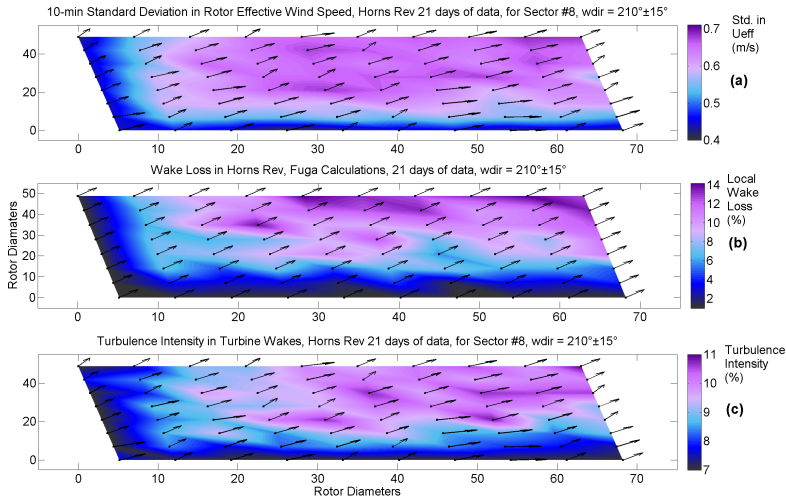 10-min Standard Deviation in Rotor Effective Wind Speed, Horns Rev 21 days of data, for Sector #8, wdir = 210°±15°
Std. in
Ueff
(m/s)
0.7
0.6
0.5
0.4
(a)
40
20
0
0 10 20 30 40 50 60 70
Wake Loss in Horns Rev, Fuga Calculations, 21 days of data, wdir = 210°±15°
Local
Wake
Loss
(%)
14
12
10
8
6
4
2
(b)
Rotor Diamaters
50
40
30
20
10
0
0 10 20 30 40 50 60 70
Turbulence Intensity in Turbine Wakes, Horns Rev 21 days of data, for Sector #8, wdir = 210°±15°
Turbulence
Intensity
(%)
11
10
9
8
7
(c)
40
20
0
0 10 20 30 40 50 60 70
Rotor Diameters